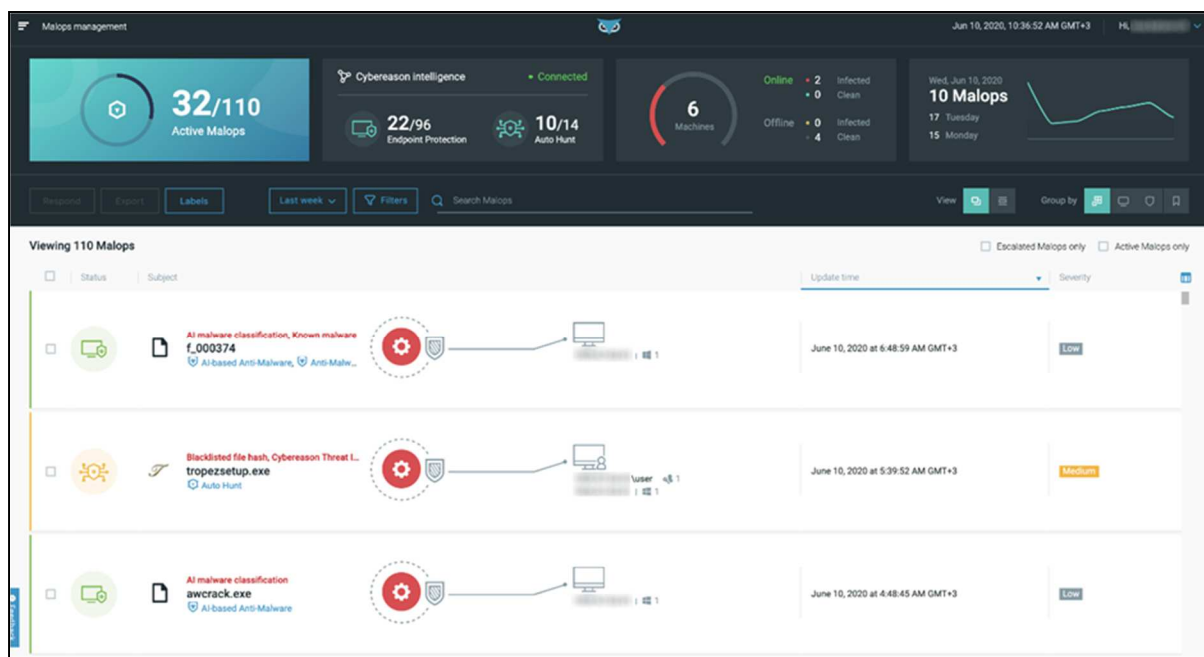 Malops management
Jun 10, 2020, 10:36:52 AM GMT+3 Hi,
32/110
Active Malops
Cybereason intelligence Connected
22/96
Endpoint Protection
10/14
Auto Hunt
6
Machines
Online 2 Infected
0 Clean
Offline 0 Infected
4 Clean
Wed, Jun 10, 2020
10 Malops
17 Tuesday
15 Monday
Respond Export Labels Last week Filters Search Malops View Group by
Viewing 110 Malops Escalated Malops only Active Malops only
Status Subject Update time Severity
AI malware classification, Known malware
f_000374
AI-based Anti-Malware, Anti-Malw...
1
June 10, 2020 at 6:48:59 AM GMT+3 Low
Blacklisted file hash, Cybereason Threat I...
tropezsetup.exe
Auto Hunt
\user 1
1
June 10, 2020 at 5:39:52 AM GMT+3 Medium
AI malware classification
awcrack.exe
AI-based Anti-Malware
1
June 10, 2020 at 4:48:45 AM GMT+3 Low